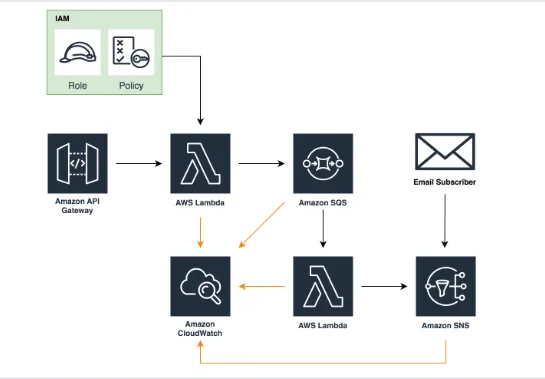 IAM
Role
Policy
Amazon API
Gateway
AWS Lambda
Amazon SQS
Email Subscriber
Amazon
CloudWatch
AWS Lambda
Amazon SNS